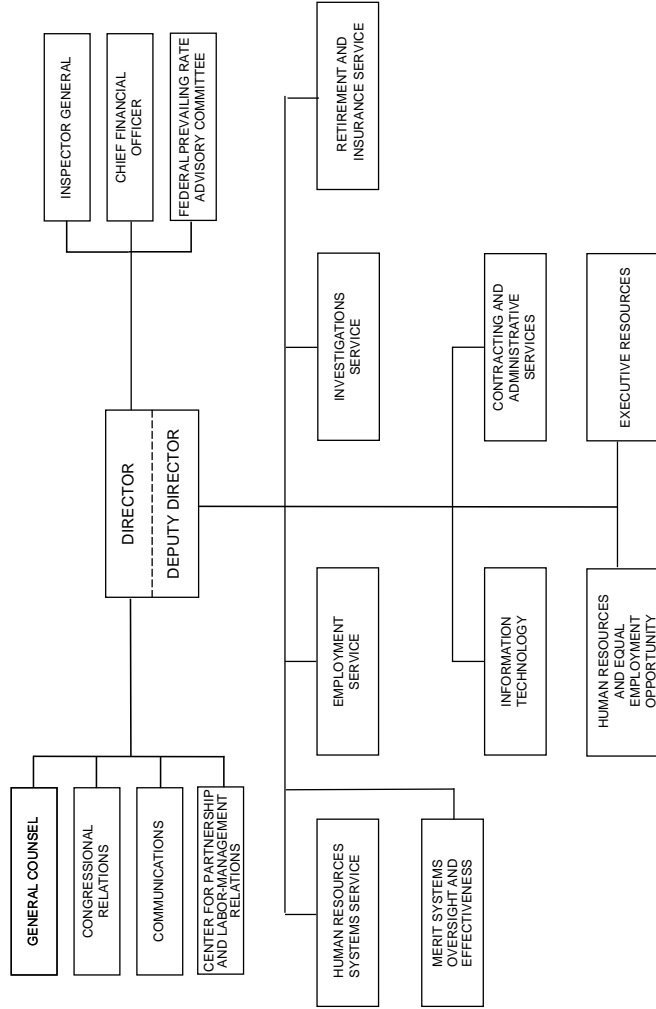 GENERAL COUNSEL
CONGRESSIONAL
RELATIONS
COMMUNICATIONS
CENTER FOR PARTNERSHIP
AND LABOR-MANAGEMENT
RELATIONS
DIRECTOR
DEPUTY DIRECTOR
INSPECTOR GENERAL
CHIEF FINANCIAL
OFFICER
FEDERAL PREVAILING RATE
ADVISORY COMMITTEE
HUMAN RESOURCES
SYSTEMS SERVICE
EMPLOYMENT
SERVICE
INVESTIGATIONS
SERVICE
RETIREMENT AND
INSURANCE SERVICE
MERIT SYSTEMS
OVERSIGHT AND
EFFECTIVENESS
INFORMATION
TECHNOLOGY
CONTRACTING AND
ADMINISTRATIVE
SERVICES
HUMAN RESOURCES
AND EQUAL
EMPLOYMENT
OPPORTUNITY
EXECUTIVE RESOURCES